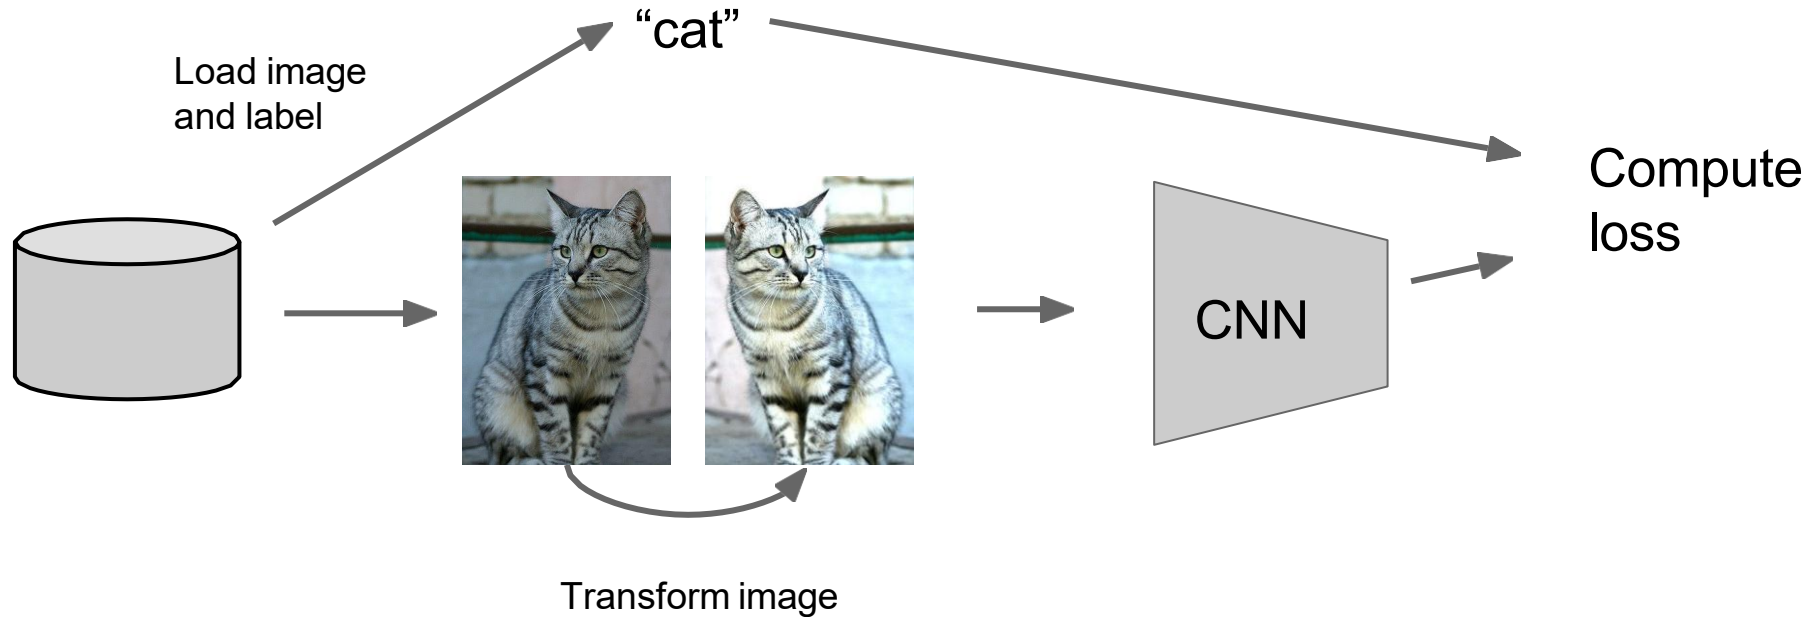 “cat”
Load image
and label
Compute
loss
CNN
Transform image